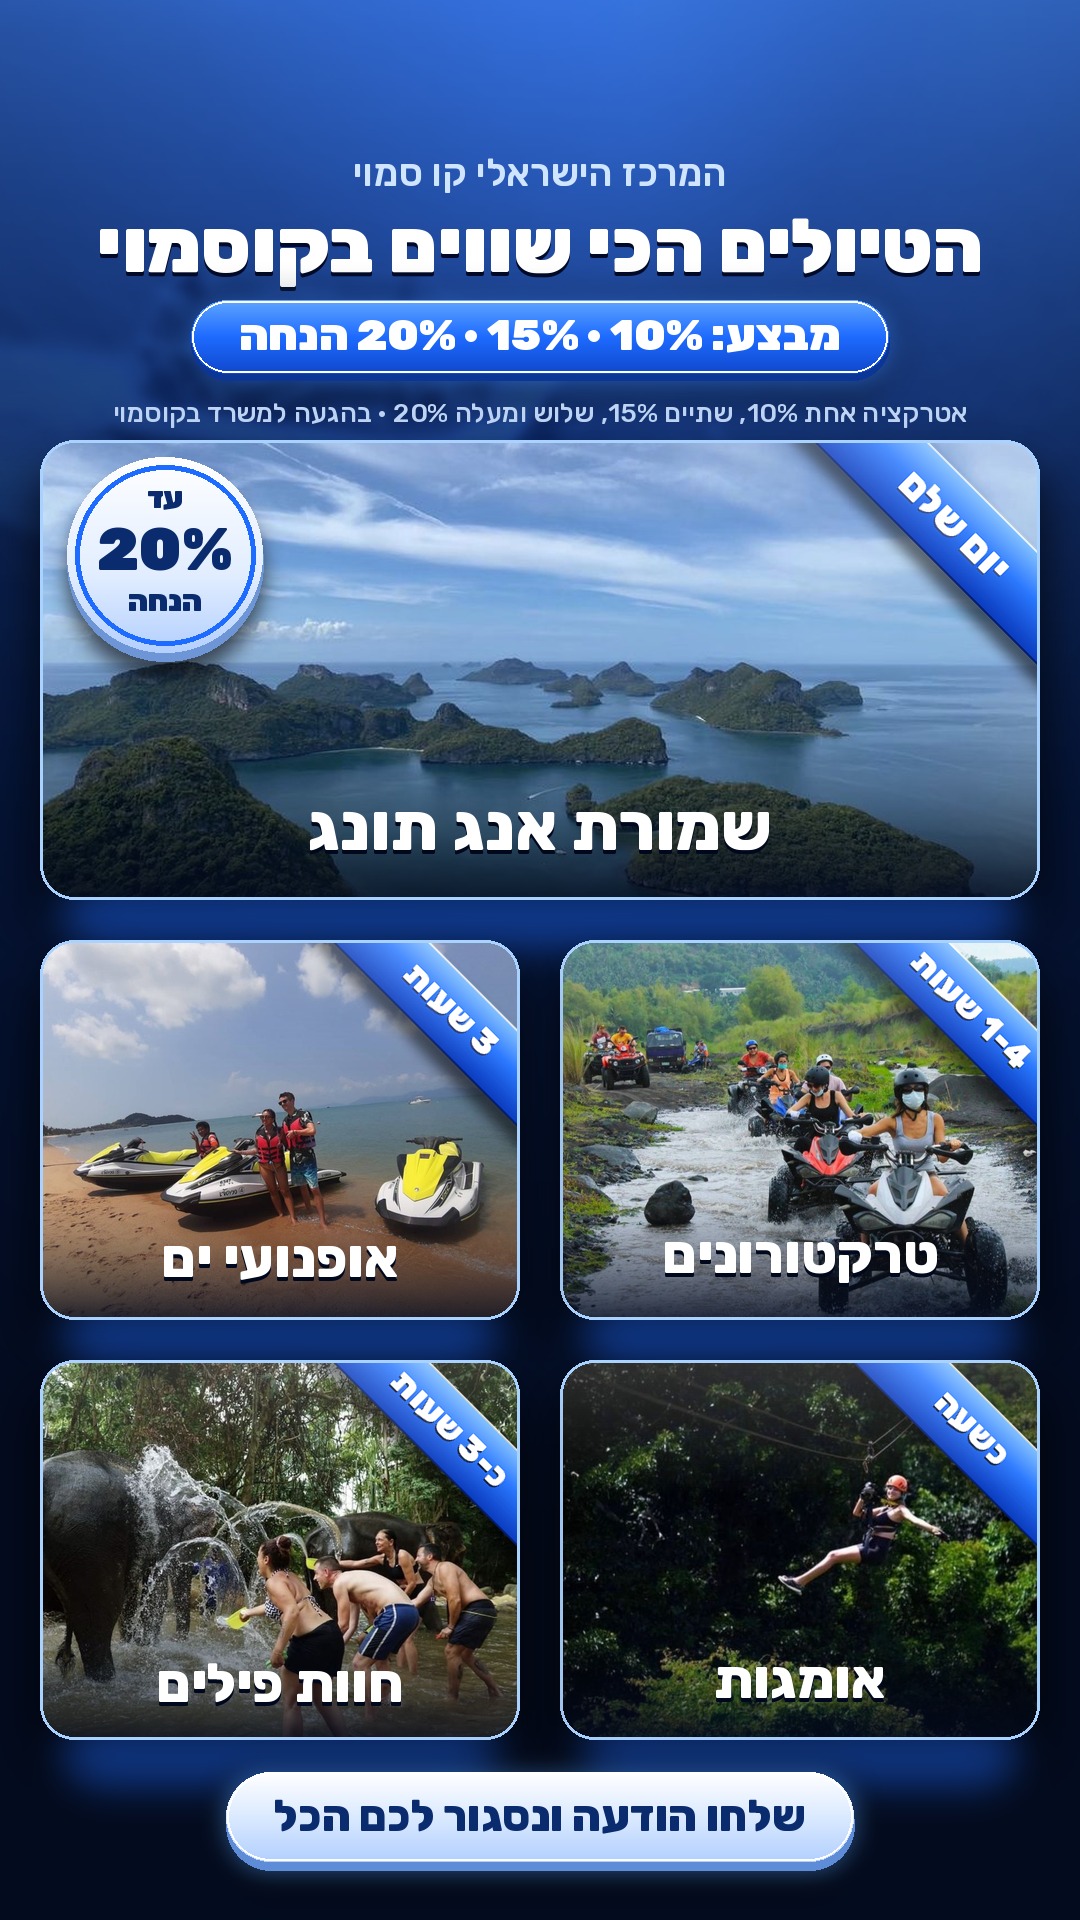 המרכז הישראלי קו סמוי
הטיולים הכי שווים בקוסמוי
מבצע: 10% • 15% • 20% הנחה
אטרקציה אחת 10%, שתיים 15%, שלוש ומעלה 20% • בהגעה למשרד בקוסמוי
יום שלם
עד
20%
הנחה
שמורת אנג תונג
1-4 שעות
טרקטורונים
3 שעות
אופנועי ים
כשעה
אומגות
כ-3 שעות
חוות פילים
שלחו הודעה ונסגור לכם הכל